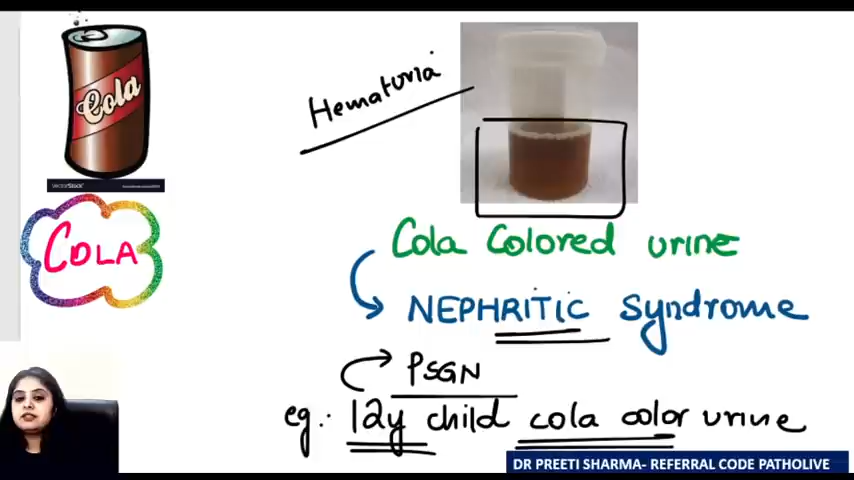 Cola
VectorStock
COLA
Hematuria
Cola Colored urine
NEPHRITIC Syndrome
PSGN
eg:- 12y child cola color urine
DR PREETI SHARMA- REFERRAL CODE PATHOLIVE